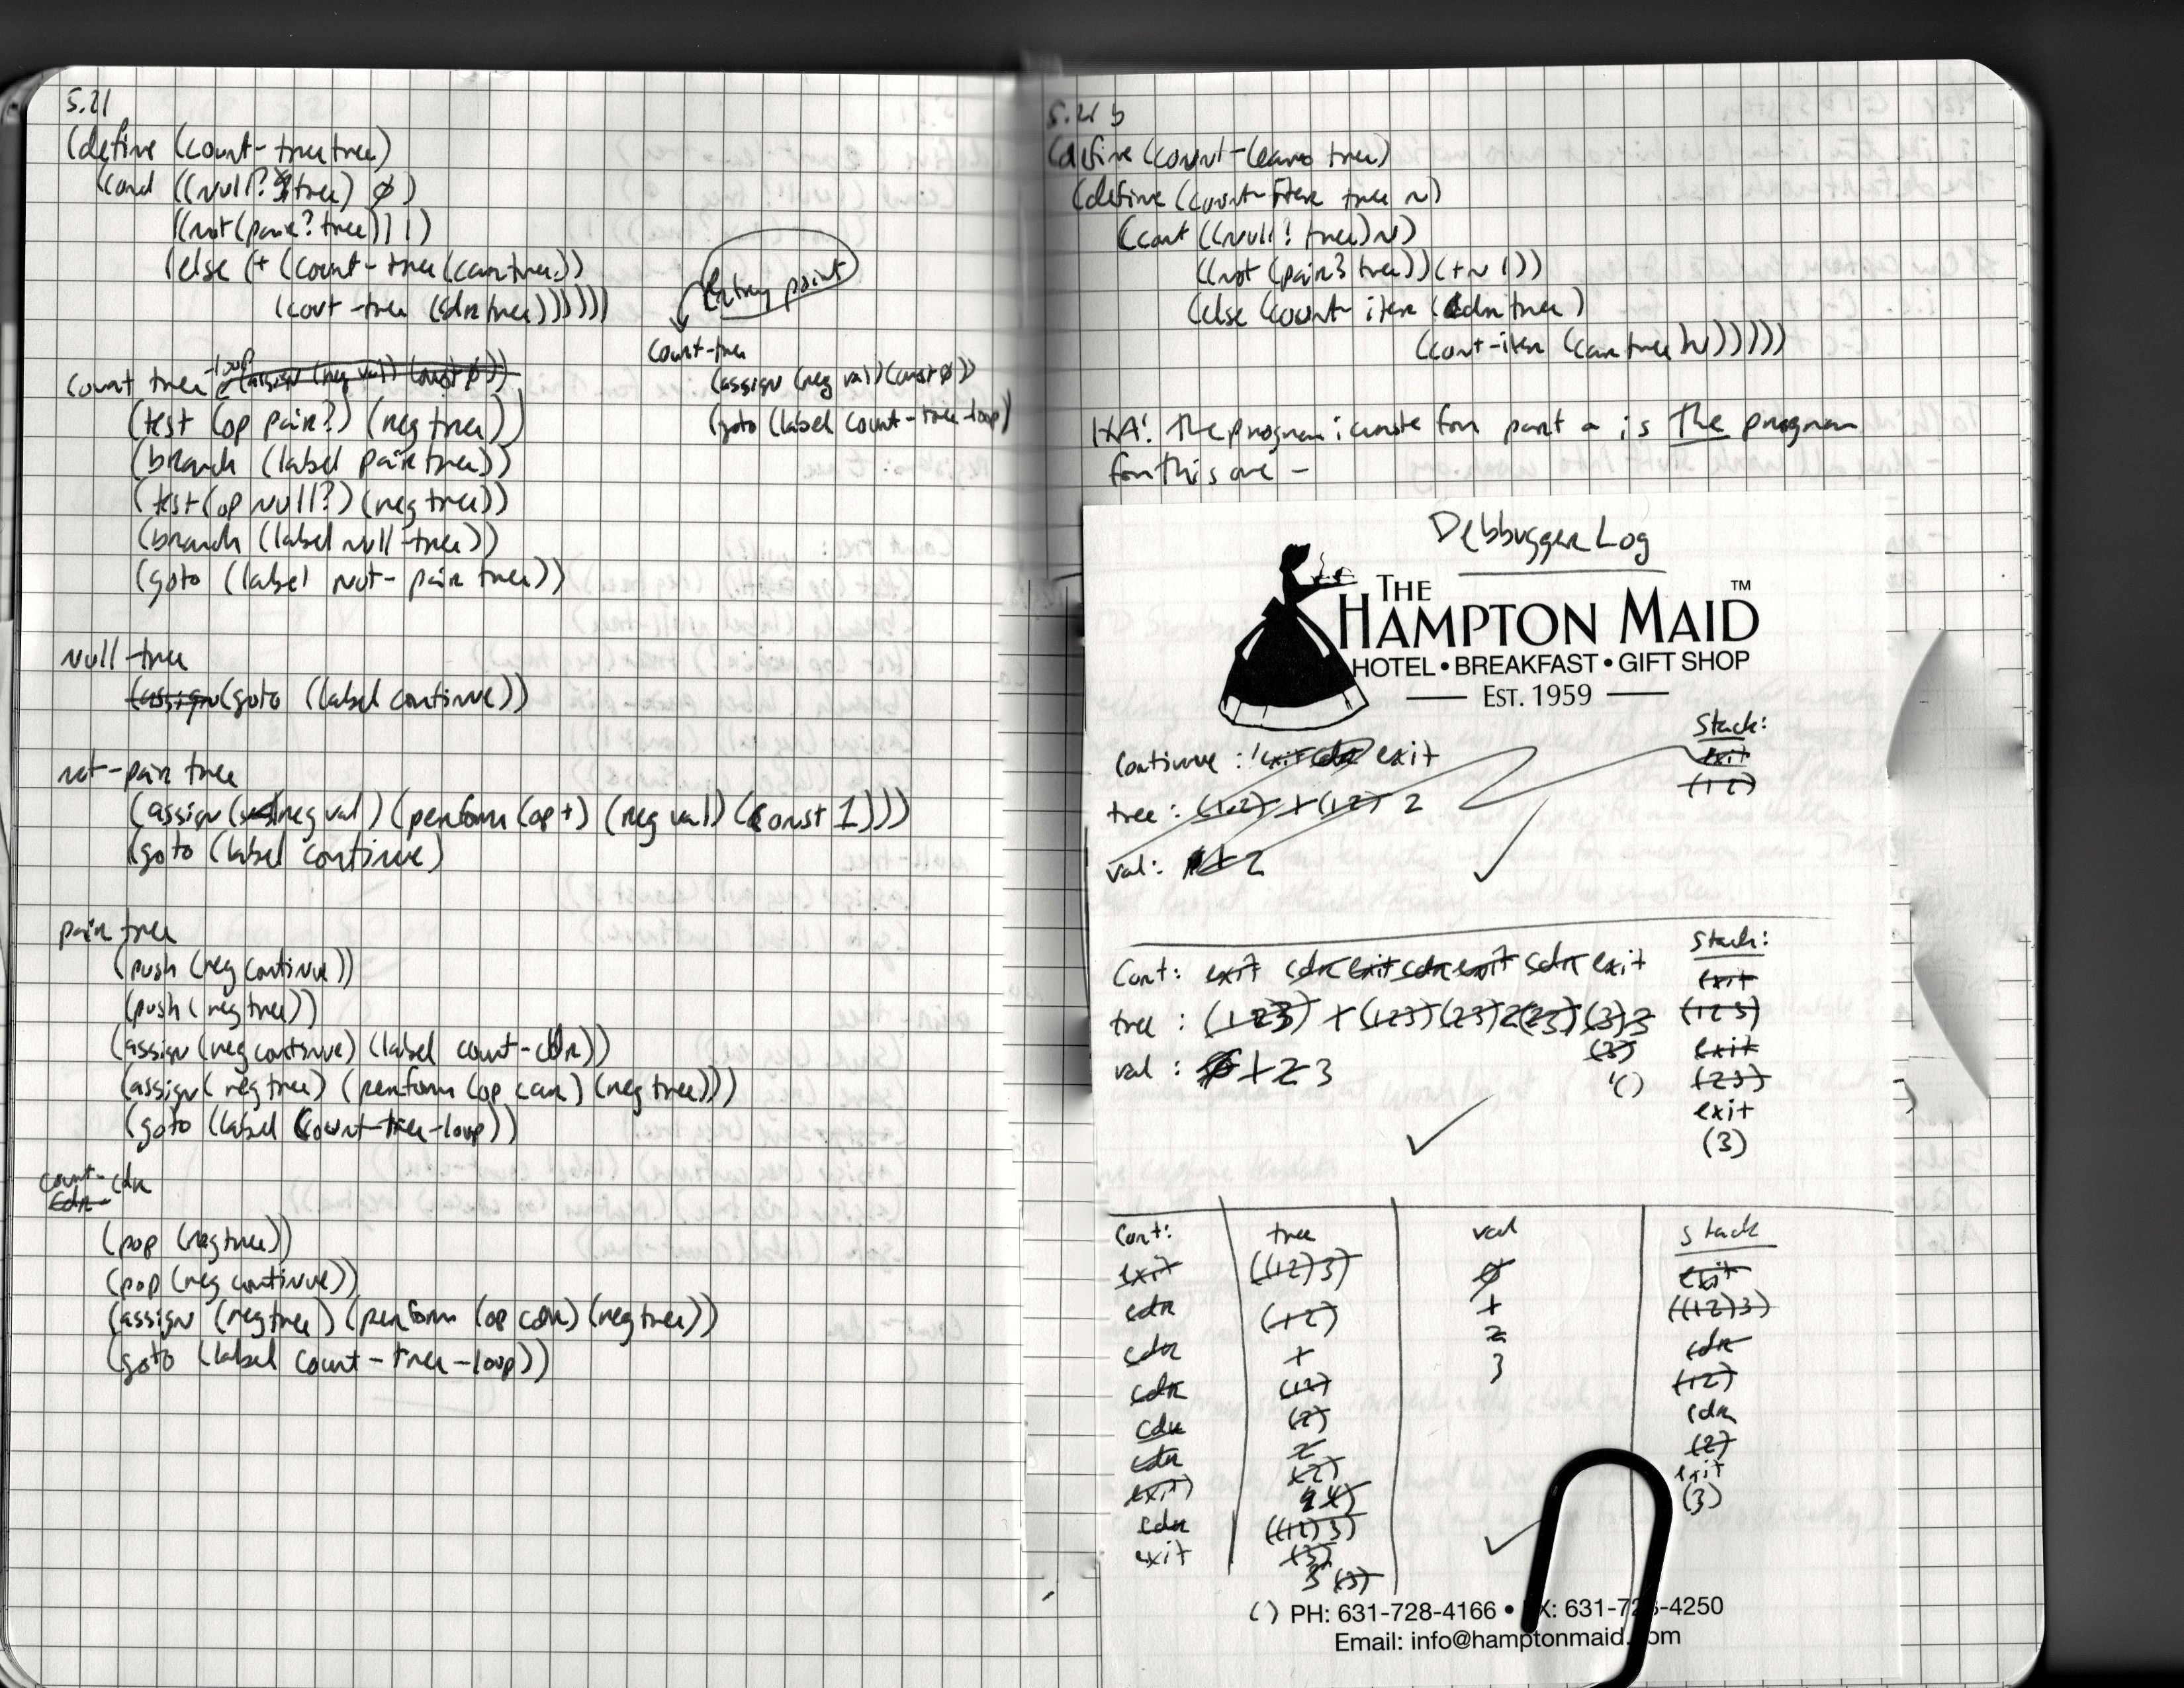 5.21
(define (count-tree tree)
(cond ((null? tree) 0)
((not (pair? tree)) 1)
(else (+ (count-tree (car tree))
(cout-tree (cdr tree))))))
Entry point
count-tree
(assign (reg val) (const 0))
(goto (label count-tree-loop)
count tree-loop (assign (reg val) (const 0))
(test (op pair?) (reg tree))
(branch (label pair tree))
(test (op null?) (reg tree))
(branch (label null-tree))
(goto (label not-pair tree))
null-tree
(assign (goto (label continue))
not-pair tree
(assign (reg val) (perform (op +) (reg val) (const 1)))
(goto (label continue)
pair tree
(push (reg continue))
(push (reg tree))
(assign (reg continue) (label count-cdr))
(assign (reg tree) (perform (op car) (reg tree)))
(goto (label count-tree-loop))
count-cdr
cdr
(pop (reg tree))
(pop (reg continue))
(assign (reg tree) (perform (op cdr) (reg tree))
(goto (label count-tree-loop))
5.21 b
(define (count-leaves tree)
(define (count-iter tree n)
(cont ((null? tree) n)
((not (pair? tree)) (+ n 1))
(else (count-iter (cdr tree)
(cont-iter (car tree) n)))))
HA! The program i wrote for part a is The program
for this one -
Debbugger Log
THE
HAMPTON MAID™
HOTEL • BREAKFAST • GIFT SHOP
EST. 1959
Stack:
exit
(1 2)
continue : exit cdr exit
tree : (1 2) 1 (1 2) 2
val: 1 2
Cont: exit cdr exit cdr exit cdr exit
tree : (1 2 3) 1 (1 2 3) (2 3) 2 (2 3) (3) 3
(3)
'()
val : 0 1 2 3
Stack:
exit
(1 2 3)
exit
(2 3)
exit
(3)
Cont: tree val stack
exit ((1 2) 3) 0 exit
cdr (1 2) 1 ((1 2) 3)
cdr 1 2 cdr
cdr (1 2) 3 (1 2)
cdr (2) cdr
cdr 2 (2)
exit (2) exit
cdr ((1 2) 3) (3)
exit (3)
3 (3)
() PH: 631-728-4166 • X: 631-72 -4250
Email: info@hamptonmaid. om